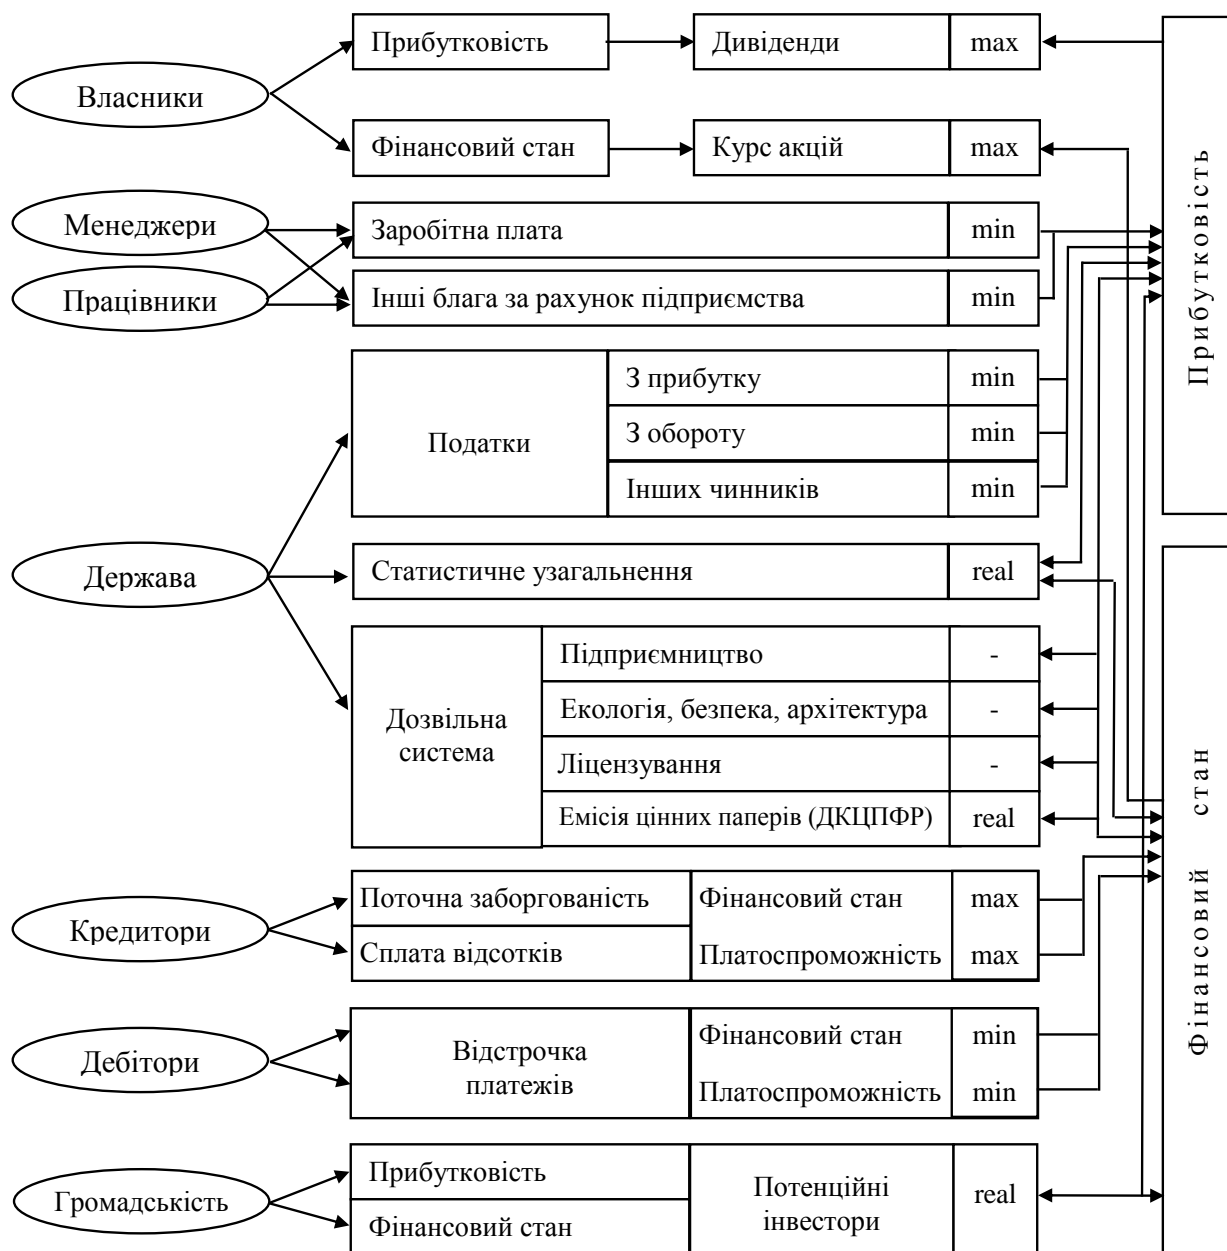 Власники
Прибутковість
Дивіденди
max
Фінансовий стан
Курс акцій
max
Менеджери
Працівники
Заробітна плата
min
Інші блага за рахунок підприємства
min
Держава
Податки
З прибутку
min
З обороту
min
Інших чинників
min
Статистичне узагальнення
real
Дозвільна
система
Підприємництво
-
Екологія, безпека, архітектура
-
Ліцензування
-
Емісія цінних паперів (ДКЦПФР)
real
Кредитори
Поточна заборгованість
Фінансовий стан
max
Сплата відсотків
Платоспроможність
max
Дебітори
Відстрочка
платежів
Фінансовий стан
min
Платоспроможність
min
Громадськість
Прибутковість
Фінансовий стан
Потенційні
інвестори
real
Прибутковість
Фінансовий стан